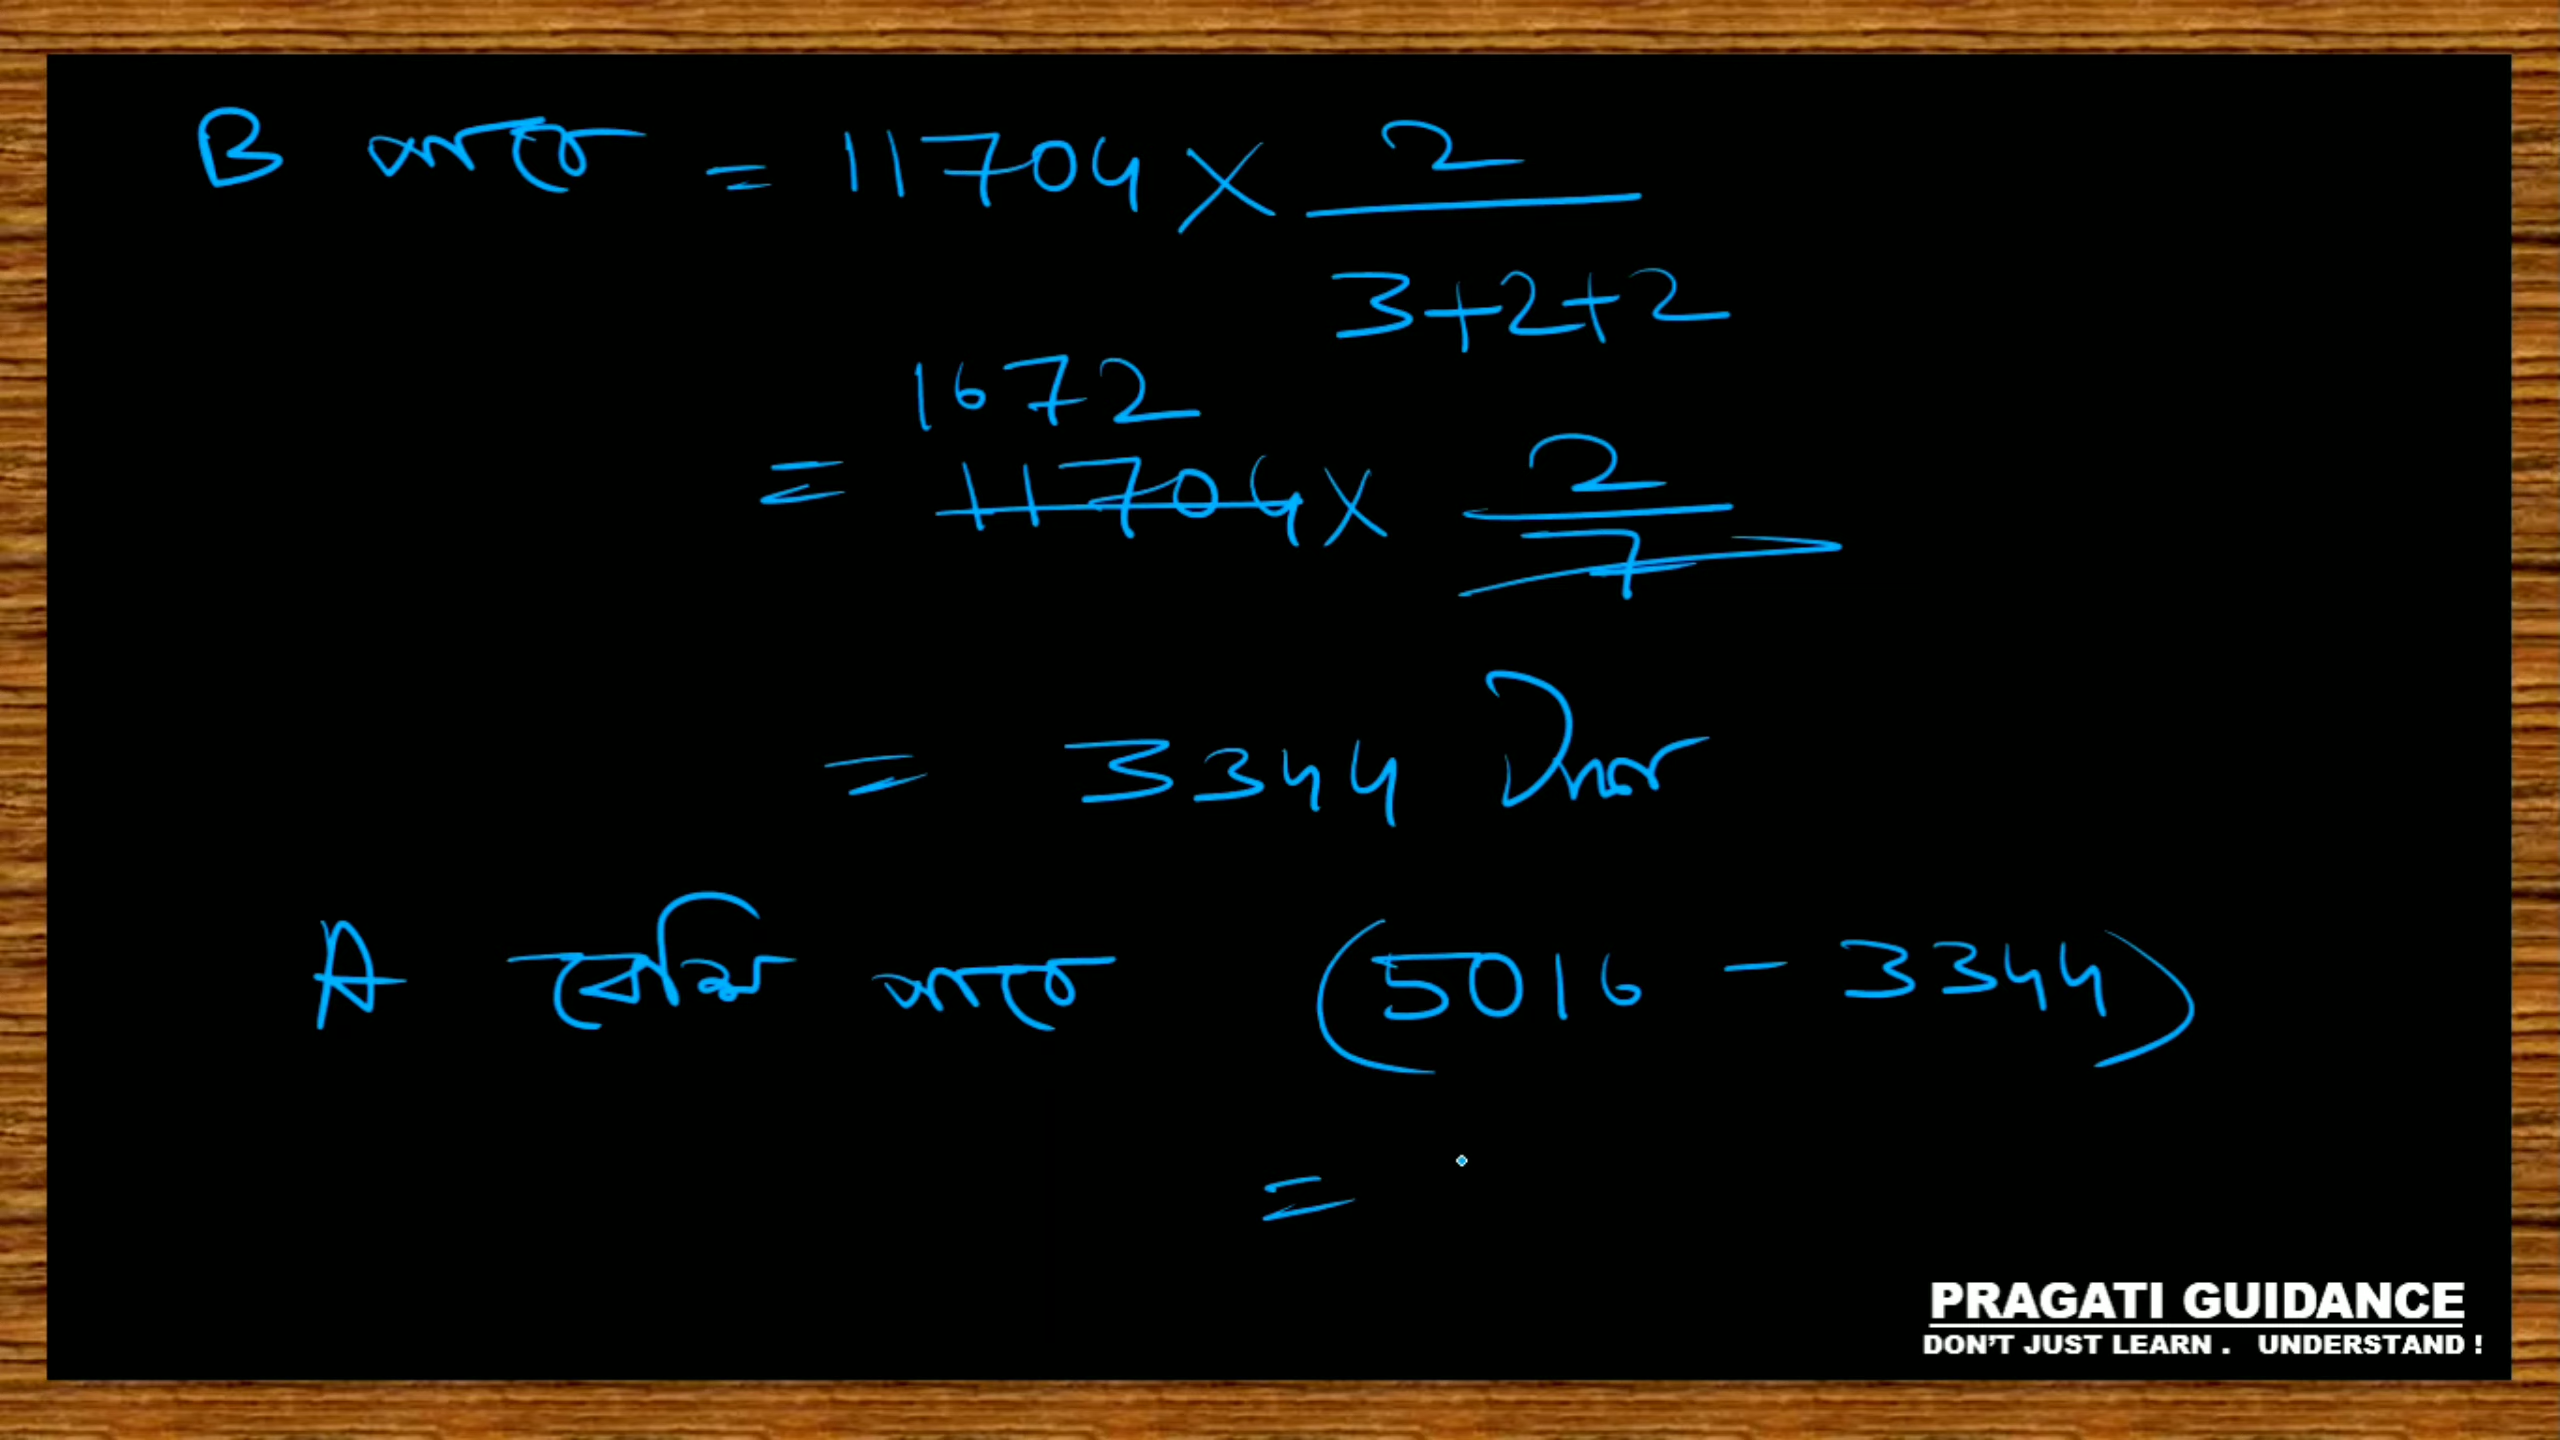 B পাবে = 11704 × 2
3+2+2
1672
= 11704 × 2
7
= 3344 টাকা
A বেশি পাবে (5016 - 3344)
=
PRAGATI GUIDANCE
DON'T JUST LEARN . UNDERSTAND !